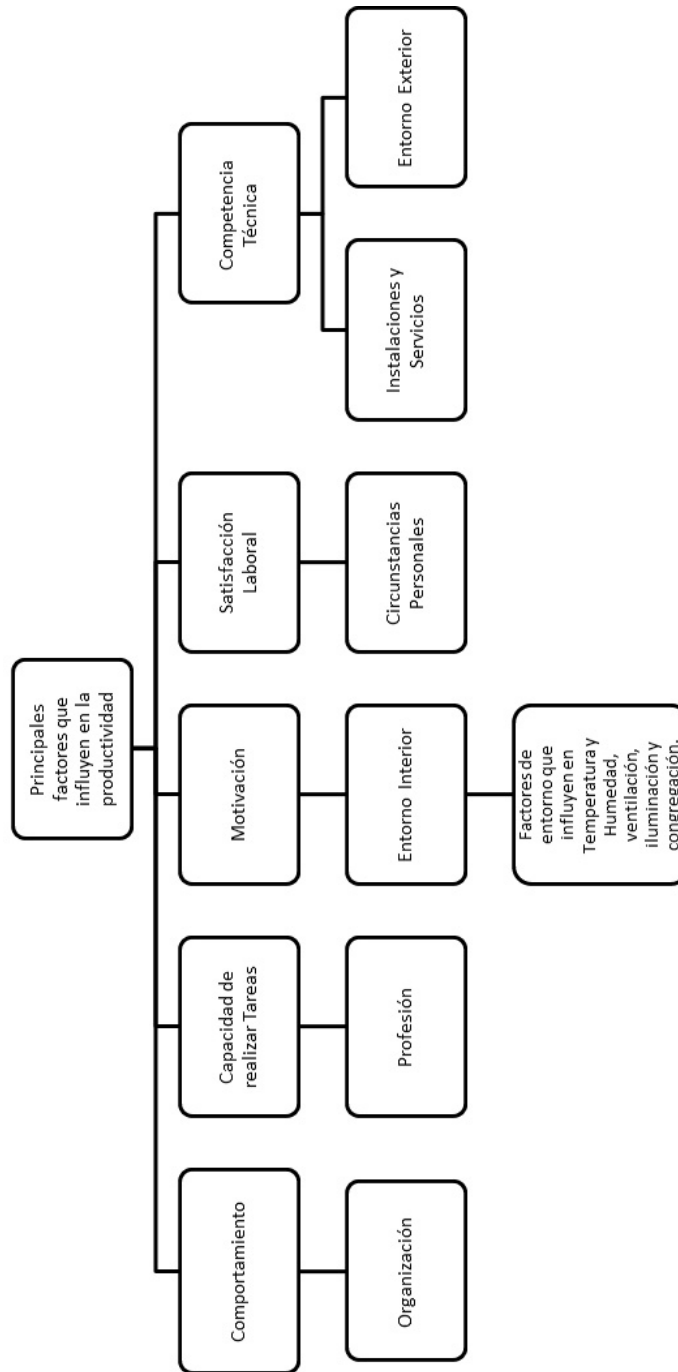 Principales
factores que
influyen en la
productividad
Comportamiento
Capacidad de
realizar Tareas
Motivación
Satisfacción
Laboral
Competencia
Técnica
Organización
Profesión
Entorno Interior
Circunstancias
Personales
Instalaciones y
Servicios
Entorno Exterior
Factores de
entorno que
influyen en
Temperatura y
Humedad,
ventilación,
iluminación y
congregación.